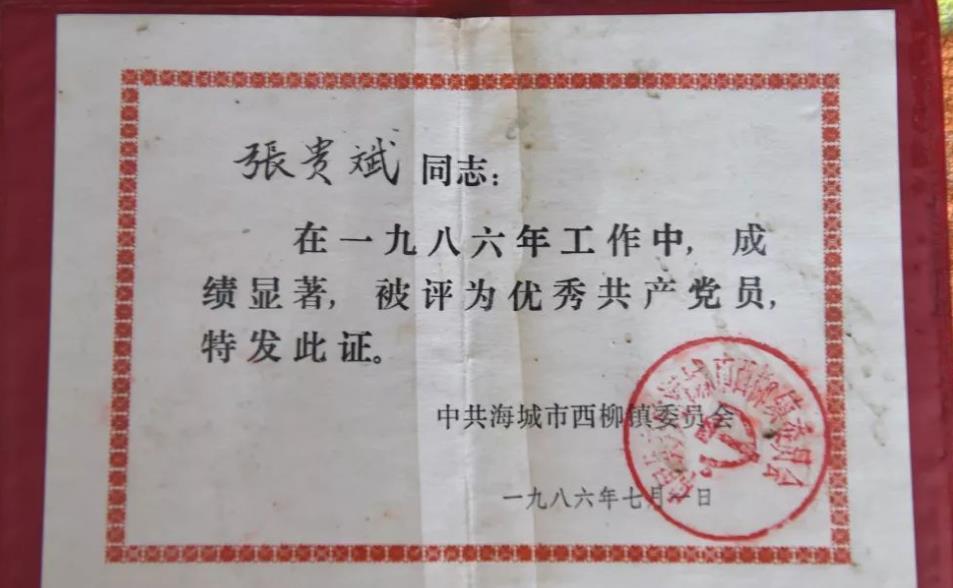 張贵斌 同志：
在一九八六年工作中，成
绩显著，被评为优秀共产党员，
特发此证。
中共海城市西柳镇委员会
一九八六年七月一日